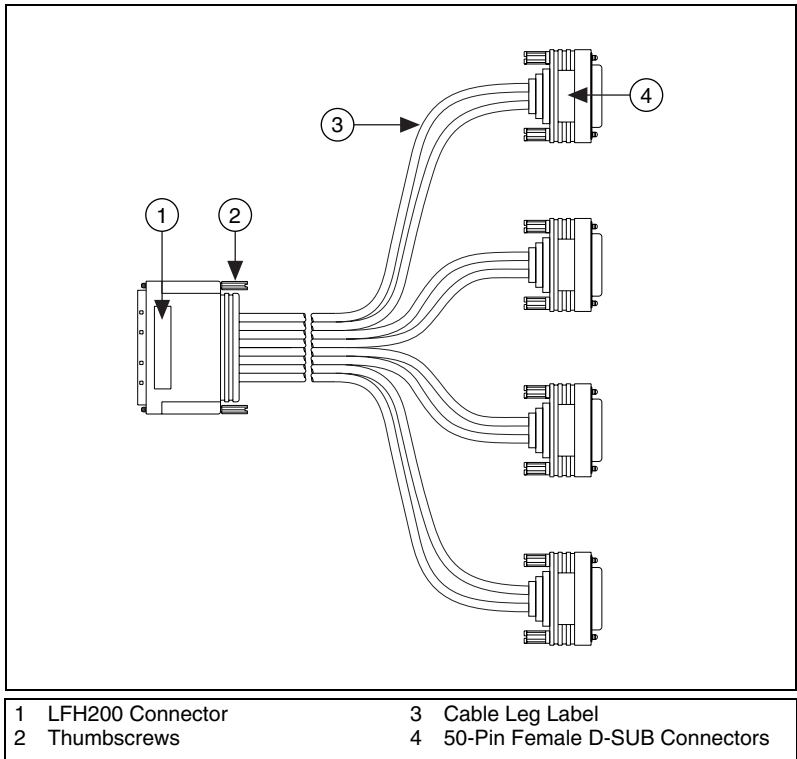 4
3
1
2
1 LFH200 Connector
2 Thumbscrews
3 Cable Leg Label
4 50-Pin Female D-SUB Connectors